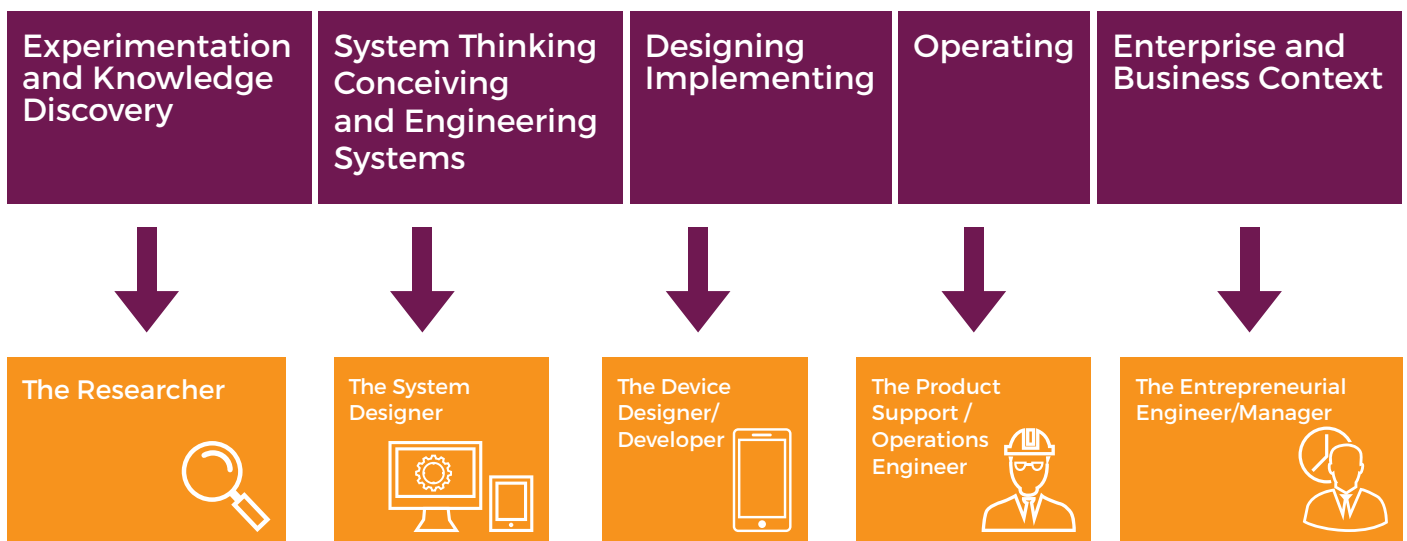 Experimentation
and Knowledge
Discovery
System Thinking
Conceiving
and Engineering
Systems
Designing
Implementing
Operating
Enterprise and
Business Context
The Researcher
The System
Designer
The Device
Designer/
Developer
The Product
Support /
Operations
Engineer
The Entrepreneurial
Engineer/Manager